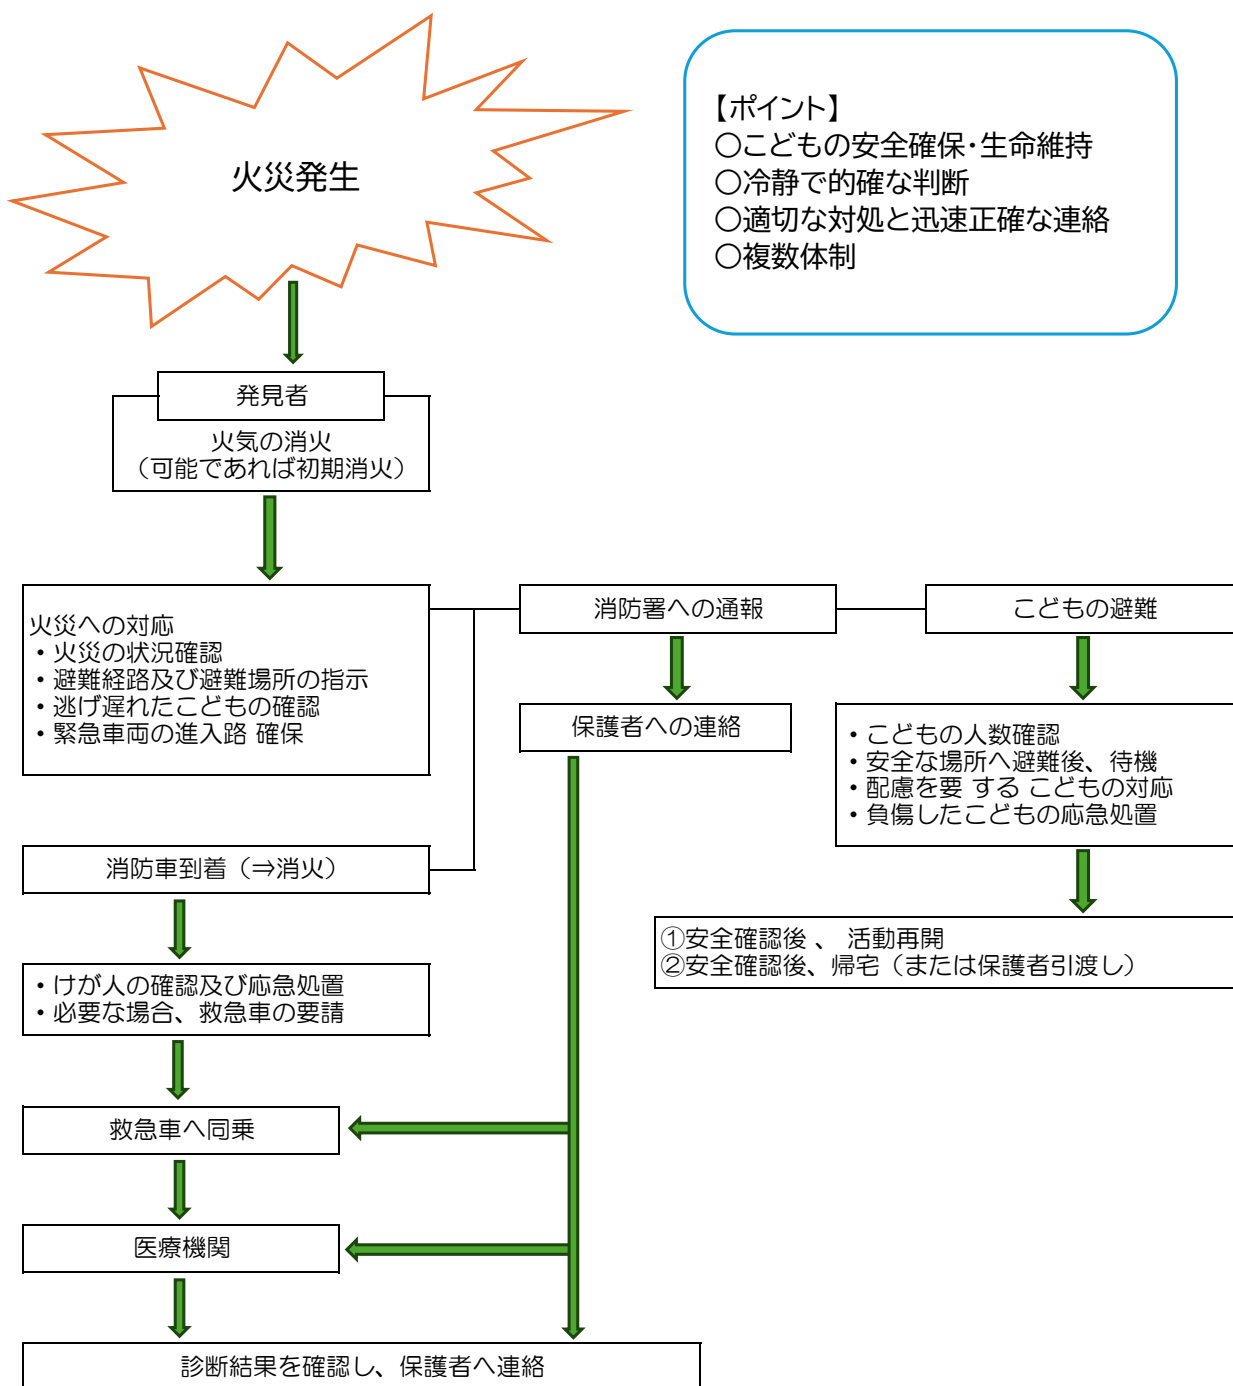 火災発生
【ポイント】
○こどもの安全確保・生命維持
○冷静で的確な判断
○適切な対処と迅速正確な連絡
○複数体制
発見者
火気の消火
（可能であれば初期消火）
火災への対応
・火災の状況確認
・避難経路及び避難場所の指示
・逃げ遅れたこどもの確認
・緊急車両の進入路 確保
消防署への通報
こどもの避難
保護者への連絡
・こどもの人数確認
・安全な場所へ避難後、待機
・配慮を要 する こどもの対応
・負傷したこどもの応急処置
消防車到着（⇒消火）
①安全確認後 、 活動再開
②安全確認後、帰宅（または保護者引渡し）
・けが人の確認及び応急処置
・必要な場合、救急車の要請
救急車へ同乗
医療機関
診断結果を確認し、保護者へ連絡